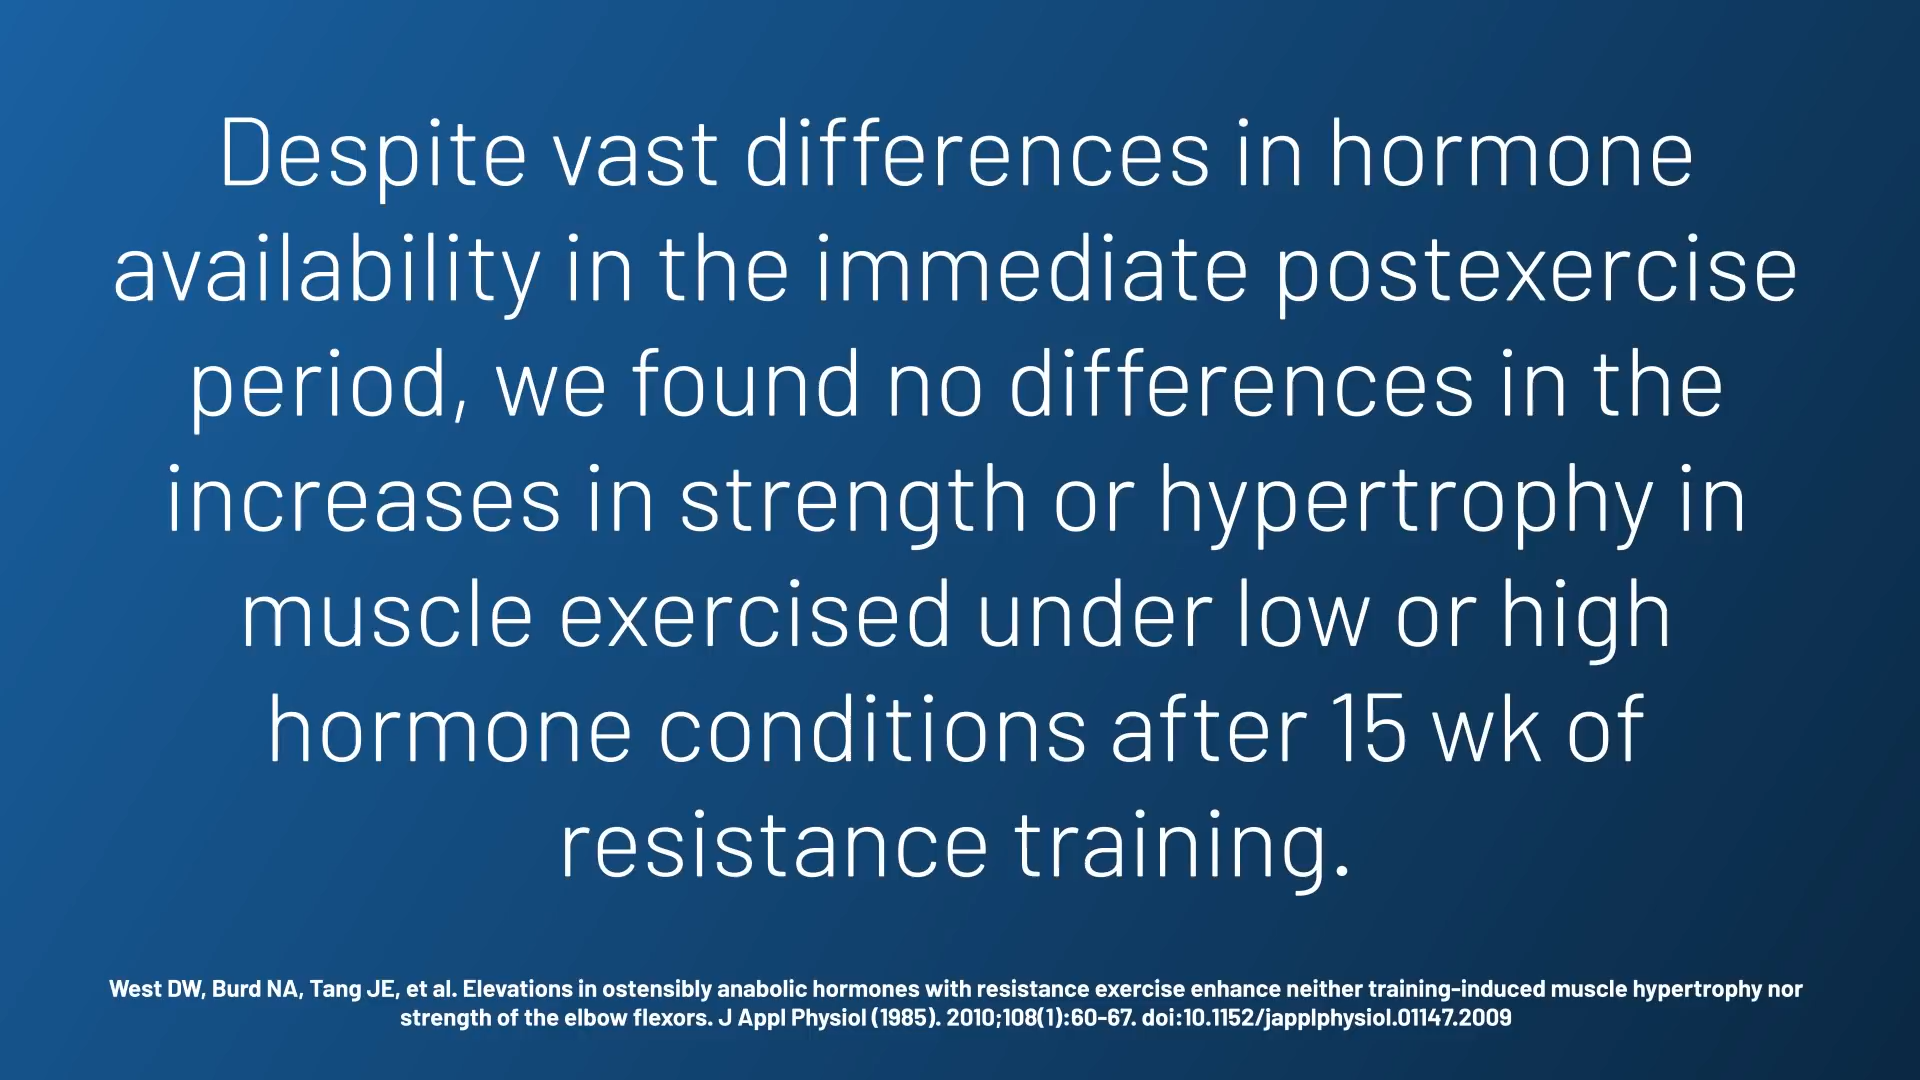 Despite vast differences in hormone
availability in the immediate postexercise
period, we found no differences in the
increases in strength or hypertrophy in
muscle exercised under low or high
hormone conditions after 15 wk of
resistance training.
West DW, Burd NA, Tang JE, et al. Elevations in ostensibly anabolic hormones with resistance exercise enhance neither training-induced muscle hypertrophy nor
strength of the elbow flexors. J Appl Physiol (1985). 2010;108(1):60-67. doi:10.1152/japplphysiol.01147.2009